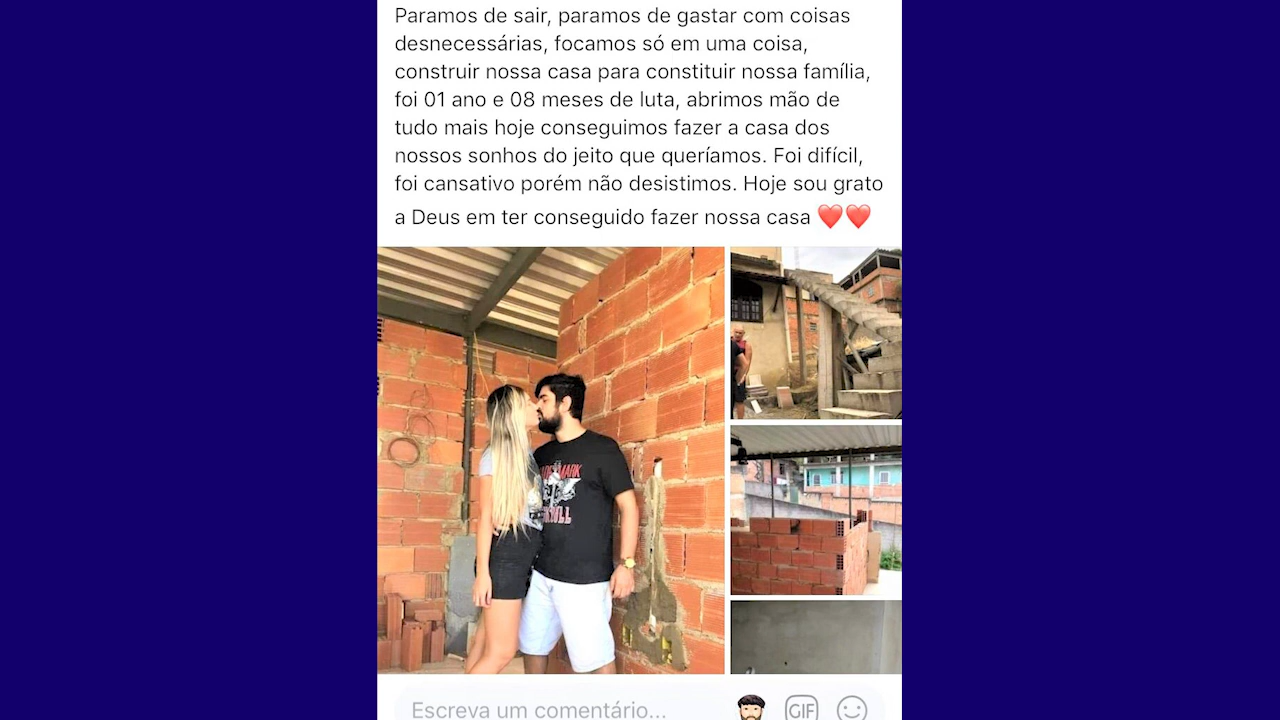 Paramos de sair, paramos de gastar com coisas
desnecessárias, focamos só em uma coisa,
construir nossa casa para constituir nossa família,
foi 01 ano e 08 meses de luta, abrimos mão de
tudo mais hoje conseguimos fazer a casa dos
nossos sonhos do jeito que queríamos. Foi difícil,
foi cansativo porém não desistimos. Hoje sou grato
a Deus em ter conseguido fazer nossa casa ❤️❤️
MARK
Escreva um comentário...
GIF